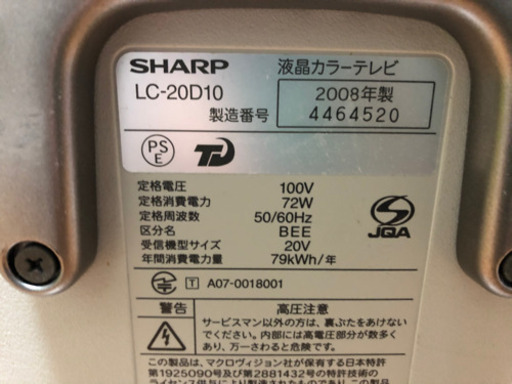 SHARP 液晶カラーテレビ
LC-20D10 2008年製
製造番号 4464520
PS E TD
定格電圧 100V
定格消費電力 72W
定格周波数 50/60Hz
区分名 BEE
受信機型サイズ 20V
年間消費電力量 79kWh/年
S JQA
T A07-0018001
警告 高圧注意
サービスマン以外の方は、裏ぶたをあけないでく
ださい。内部には高電圧部分が数多くあり、
万一、さわると危険です。
この製品は、マクロヴィジョン社が保有する日本特許
第1925090号及び第2881432号の特許技術の